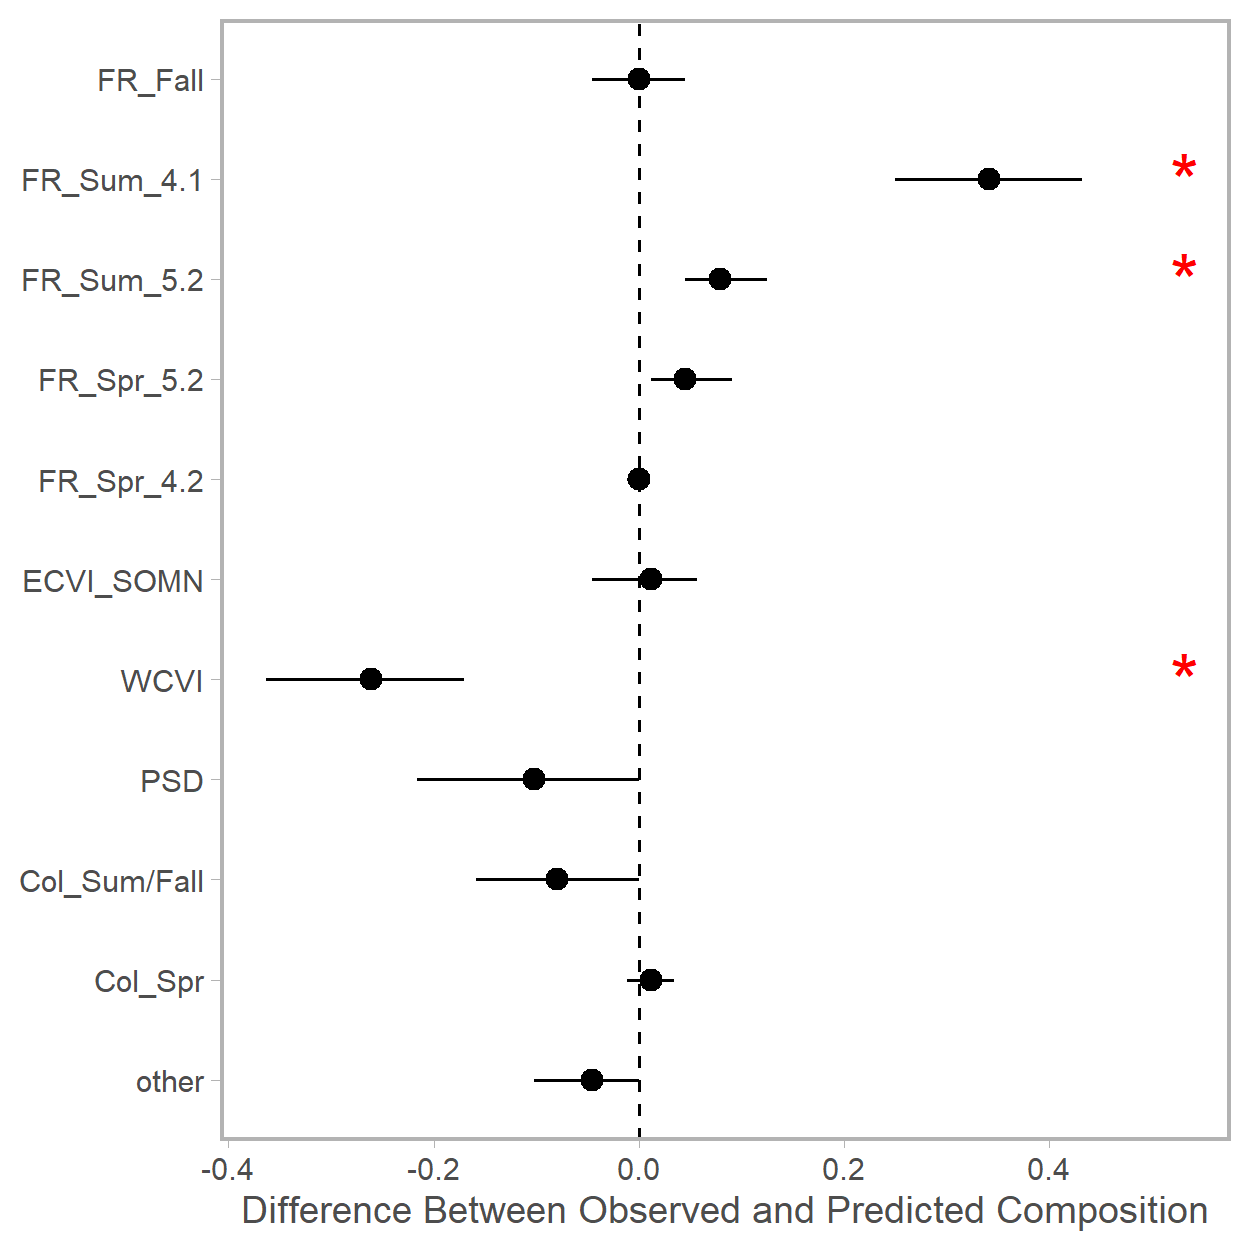 FR_Fall
FR_Sum_4.1
*
FR_Sum_5.2
*
FR_Spr_5.2
FR_Spr_4.2
ECVI_SOMN
WCVI
*
PSD
Col_Sum/Fall
Col_Spr
other
-0.4 -0.2 0.0 0.2 0.4
Difference Between Observed and Predicted Composition